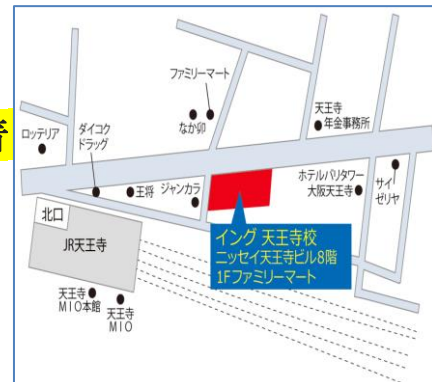 ファミリーマート
なか卯
天王寺
年金事務所
ロッテリア
ダイコク
ドラッグ
王将
ジャンカラ
ホテルバリタワー
大阪天王寺
サイ
ゼリヤ
北口
JR天王寺
イング 天王寺校
ニッセイ天王寺ビル8階
1Fファミリーマート
天王寺
MIO本館
天王寺
MIO